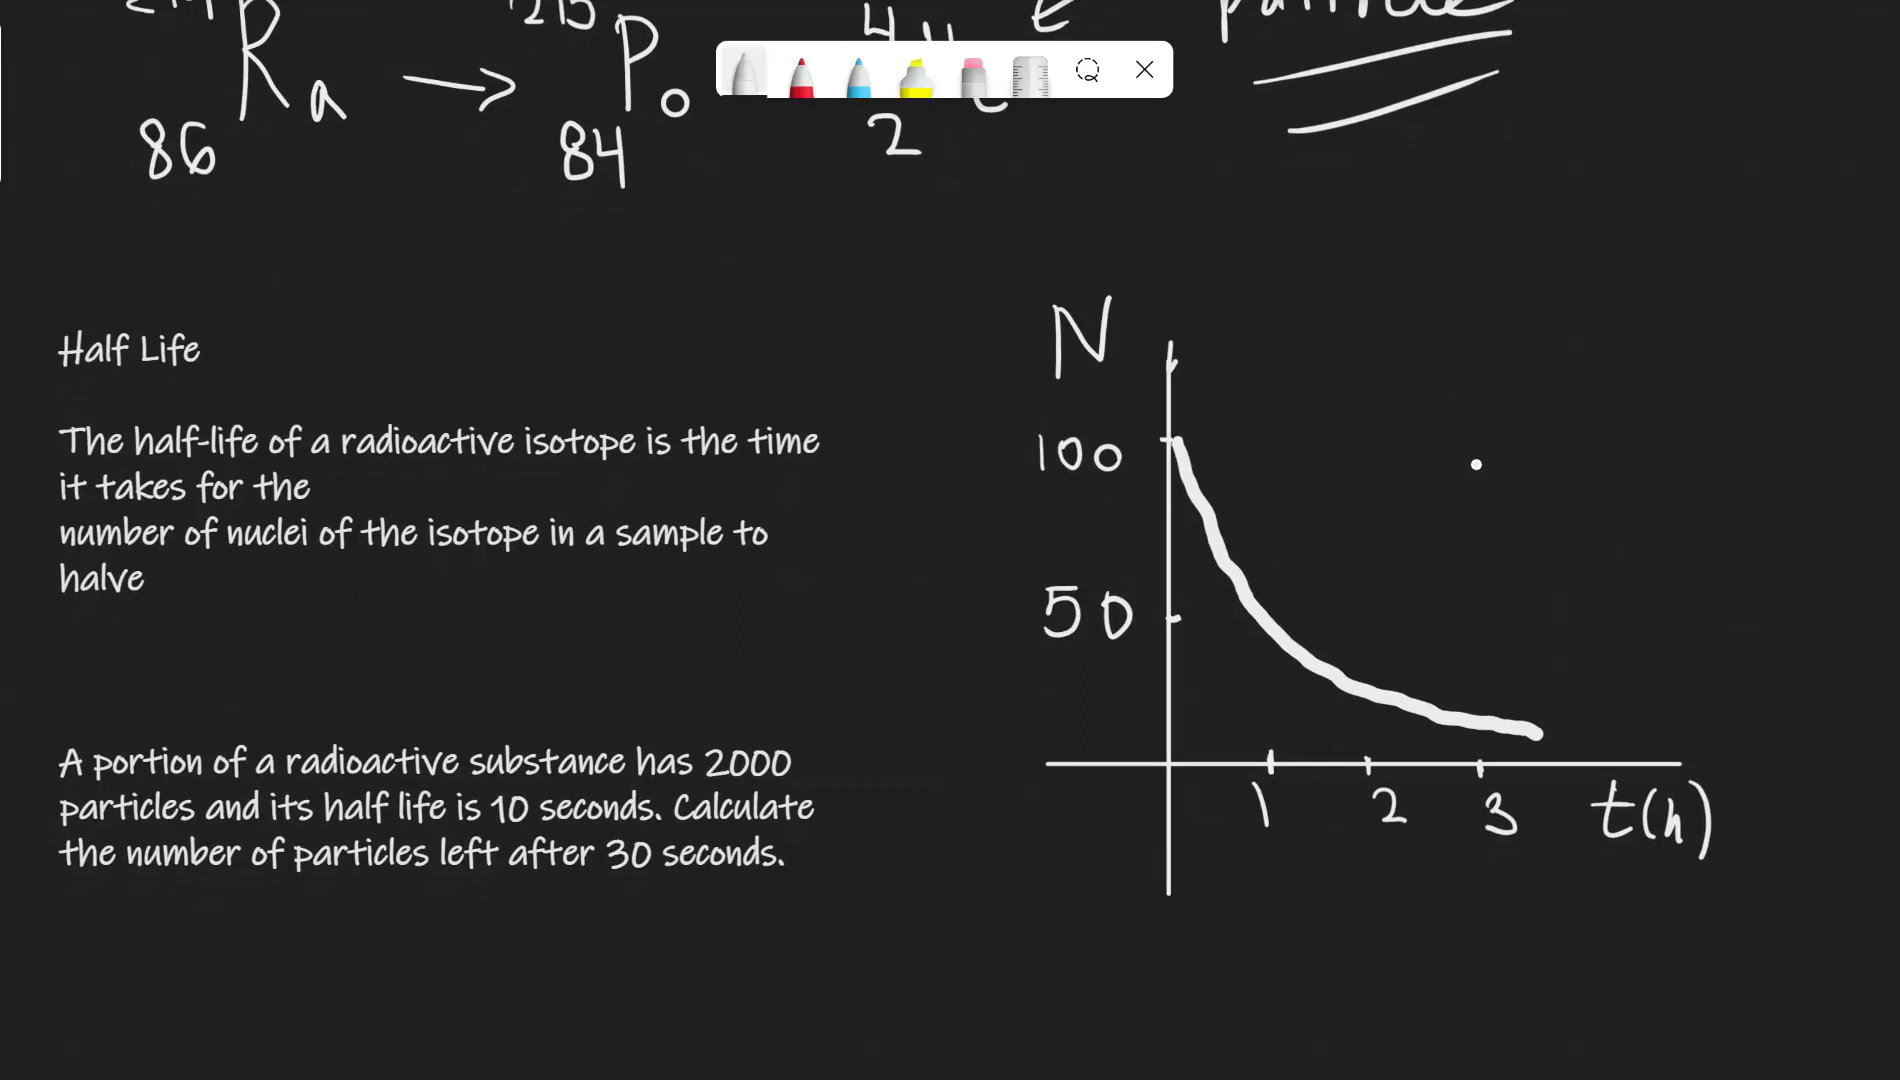 Ra → Po 4
86 84 2
Half Life
The half-life of a radioactive isotope is the time
it takes for the
number of nuclei of the isotope in a sample to
halve
A portion of a radioactive substance has 2000
particles and its half life is 10 seconds. Calculate
the number of particles left after 30 seconds.
N
100
50
1 2 3 t(h)